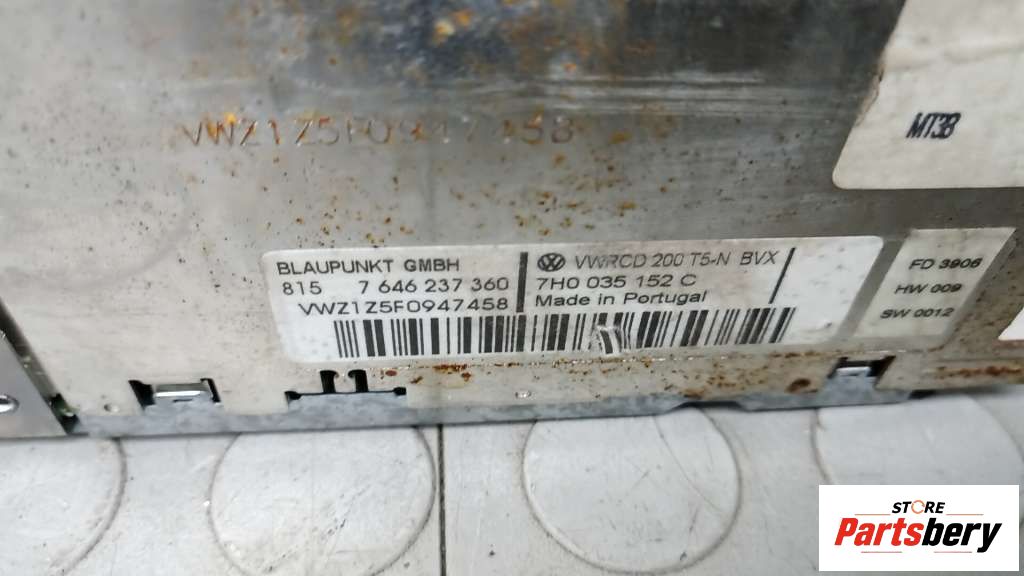 VWZ1Z5F0947458
MT3B
BLAUPUNKT GMBH
815 7 646 237 360
VWZ1Z5F0947458
VWRCD 200 T5-N BVX
7H0 035 152 C
Made in Portugal
FD 3906
HW 009
SW 0012
STORE
Partsbery